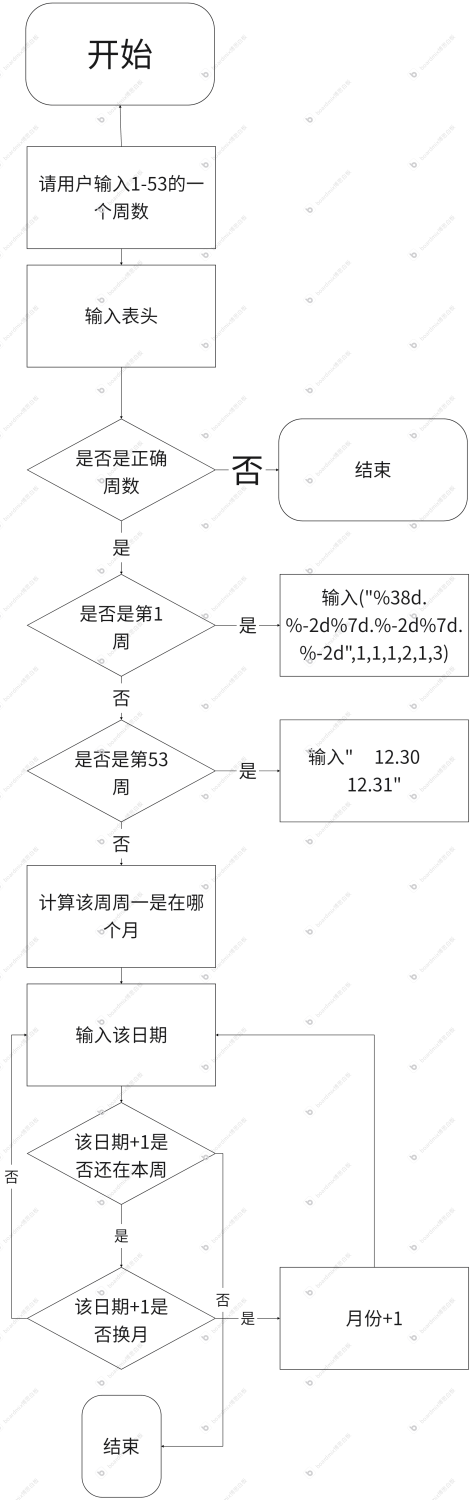 开始
请用户输入1-53的一
个周数
输入表头
是否是正确
周数
否
结束
是
是否是第1
周
是
输入("%38d.
%-2d%7d.%-2d%7d.
%-2d",1,1,1,2,1,3)
否
是否是第53
周
是
输入" 12.30
12.31"
否
计算该周周一是在哪
个月
输入该日期
该日期+1是
否还在本周
否
是
该日期+1是
否换月
否
是
月份+1
结束